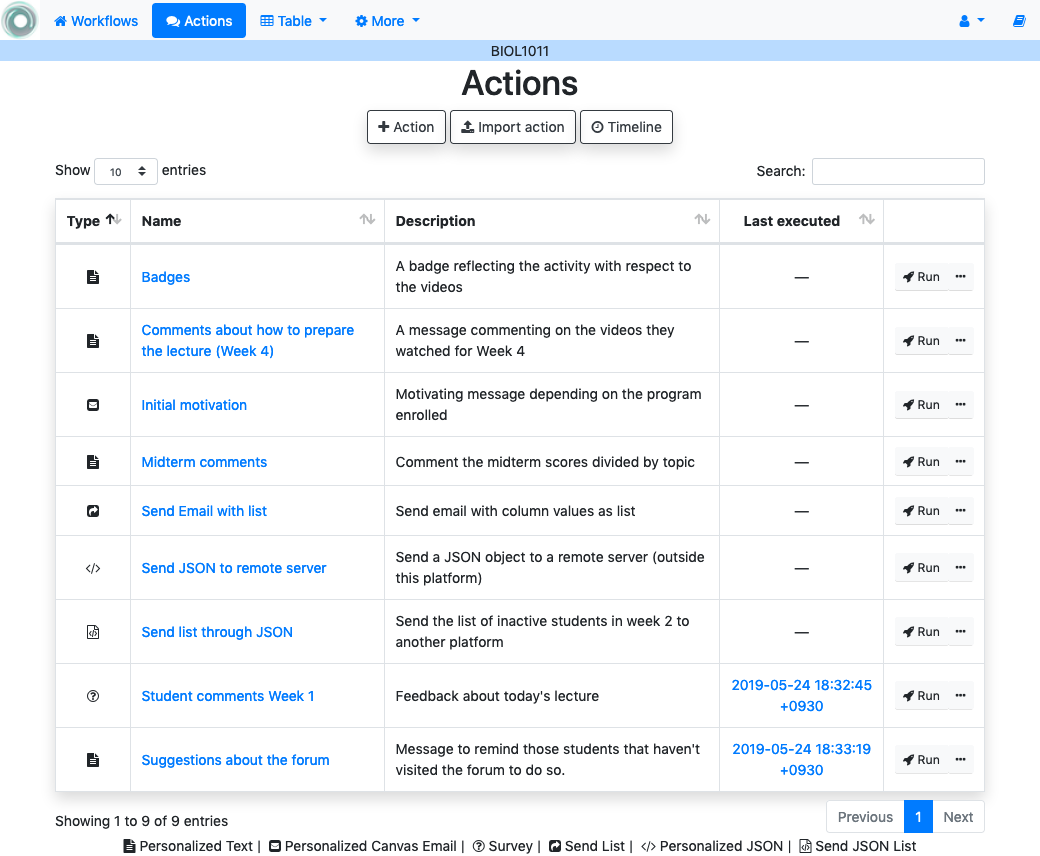 Workflows Actions Table More
BIOL1011
Actions
Action Import action Timeline
Show 10 entries Search:
Type Name Description Last executed
Badges A badge reflecting the activity with respect to the videos — Run
Comments about how to prepare the lecture (Week 4) A message commenting on the videos they watched for Week 4 — Run
Initial motivation Motivating message depending on the program enrolled — Run
Midterm comments Comment the midterm scores divided by topic — Run
Send Email with list Send email with column values as list — Run
Send JSON to remote server Send a JSON object to a remote server (outside this platform) — Run
Send list through JSON Send the list of inactive students in week 2 to another platform — Run
Student comments Week 1 Feedback about today's lecture 2019-05-24 18:32:45 +0930 Run
Suggestions about the forum Message to remind those students that haven't visited the forum to do so. 2019-05-24 18:33:19 +0930 Run
Showing 1 to 9 of 9 entries Previous 1 Next
Personalized Text | Personalized Canvas Email | Survey | Send List | Personalized JSON | Send JSON List